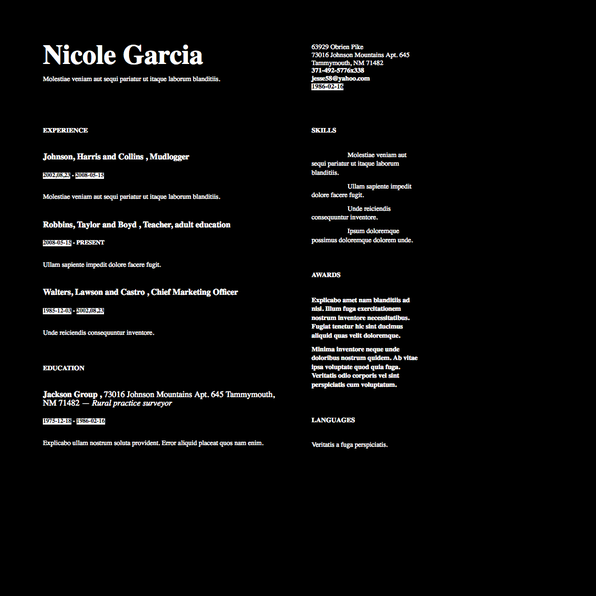 Nicole Garcia
Molestiae veniam aut sequi pariatur ut itaque laborum blanditiis.
63929 Obrien Pike
73016 Johnson Mountains Apt. 645
Tammymouth, NM 71482
371-492-5776x338
jesse58@yahoo.com
1986-02-16
EXPERIENCE
Johnson, Harris and Collins , Mudlogger
2002.08.23 - 2008-05-15
Molestiae veniam aut sequi pariatur ut itaque laborum blanditiis.
Robbins, Taylor and Boyd , Teacher, adult education
2008-05-15 - PRESENT
Ullam sapiente impedit dolore facere fugit.
Walters, Lawson and Castro , Chief Marketing Officer
1985-12-03 - 2002.08.23
Unde reiciendis consequuntur inventore.
EDUCATION
Jackson Group , 73016 Johnson Mountains Apt. 645 Tammymouth,
NM 71482 — Rural practice surveyor
1975-12-18 - 1986-02-16
Explicabo ullam nostrum soluta provident. Error aliquid placeat quos nam enim.
SKILLS
Molestiae veniam aut
sequi pariatur ut itaque laborum
blanditiis.
Ullam sapiente impedit
dolore facere fugit.
Unde reiciendis
consequuntur inventore.
Ipsum doloremque
possimus doloremque dolorem unde.
AWARDS
Explicabo amet nam blanditiis ad
nisi. Illum fuga exercitationem
nostrum inventore necessitatibus.
Fugiat tenetur hic sint ducimus
aliquid quas velit doloremque.
Minima inventore neque unde
doloribus nostrum quidem. Ab vitae
ipsa voluptate quod quia fuga.
Veritatis odio corporis vel sint
perspiciatis cum voluptatum.
LANGUAGES
Veritatis a fuga perspiciatis.